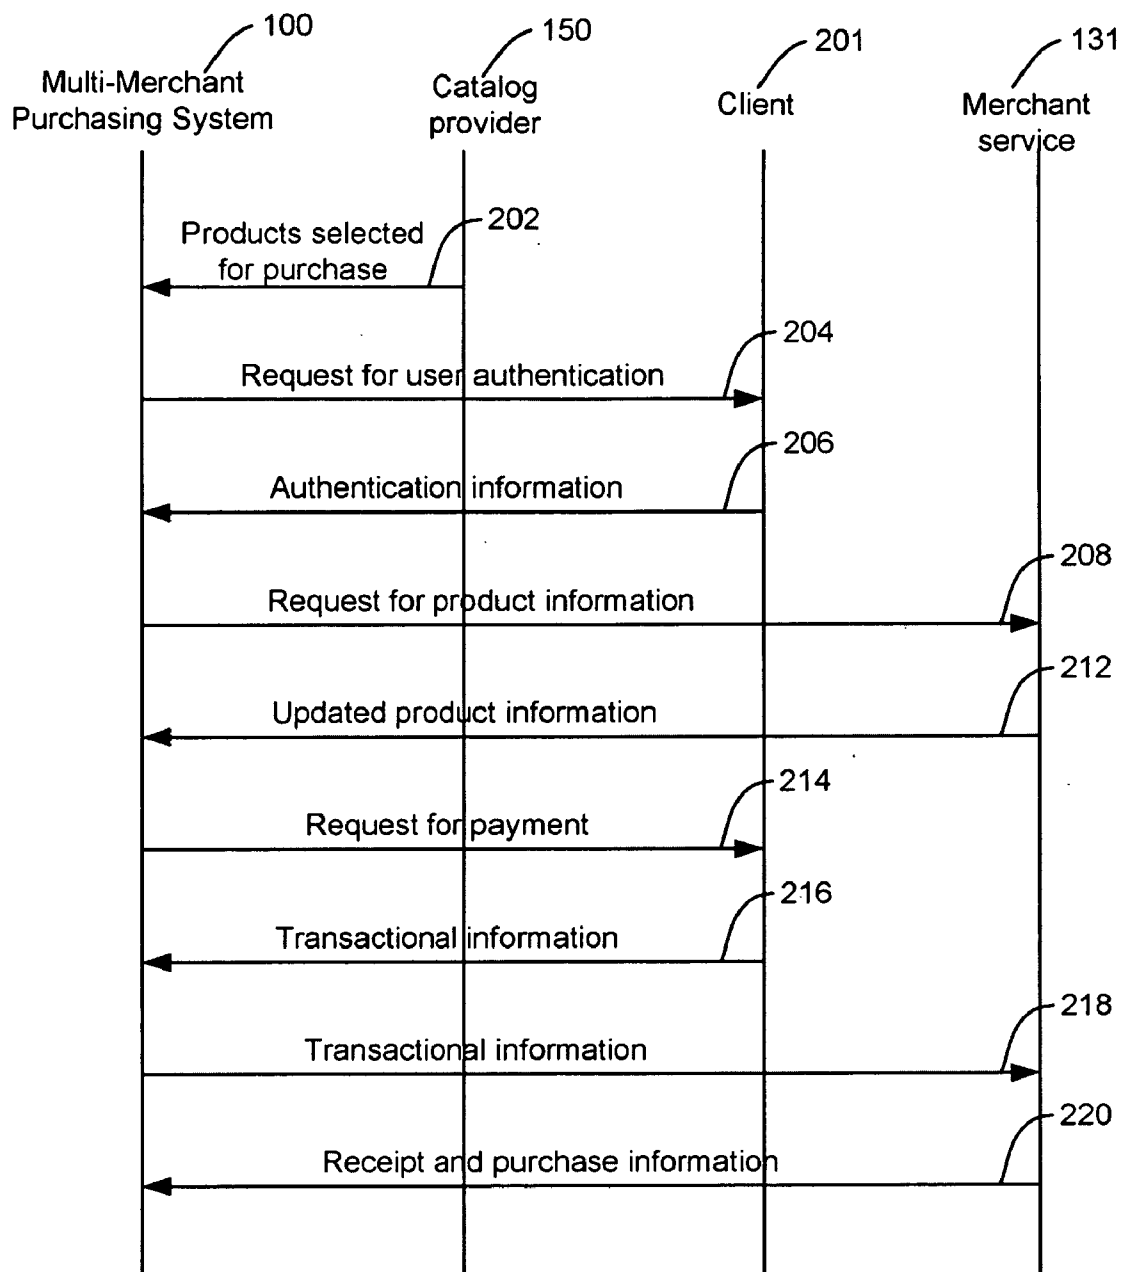 100
150
201
131
Multi-Merchant
Purchasing System
Catalog
provider
Client
Merchant
service
202
Products selected
for purchase
204
Request for user authentication
206
Authentication information
208
Request for product information
212
Updated product information
214
Request for payment
216
Transactional information
218
Transactional information
220
Receipt and purchase information